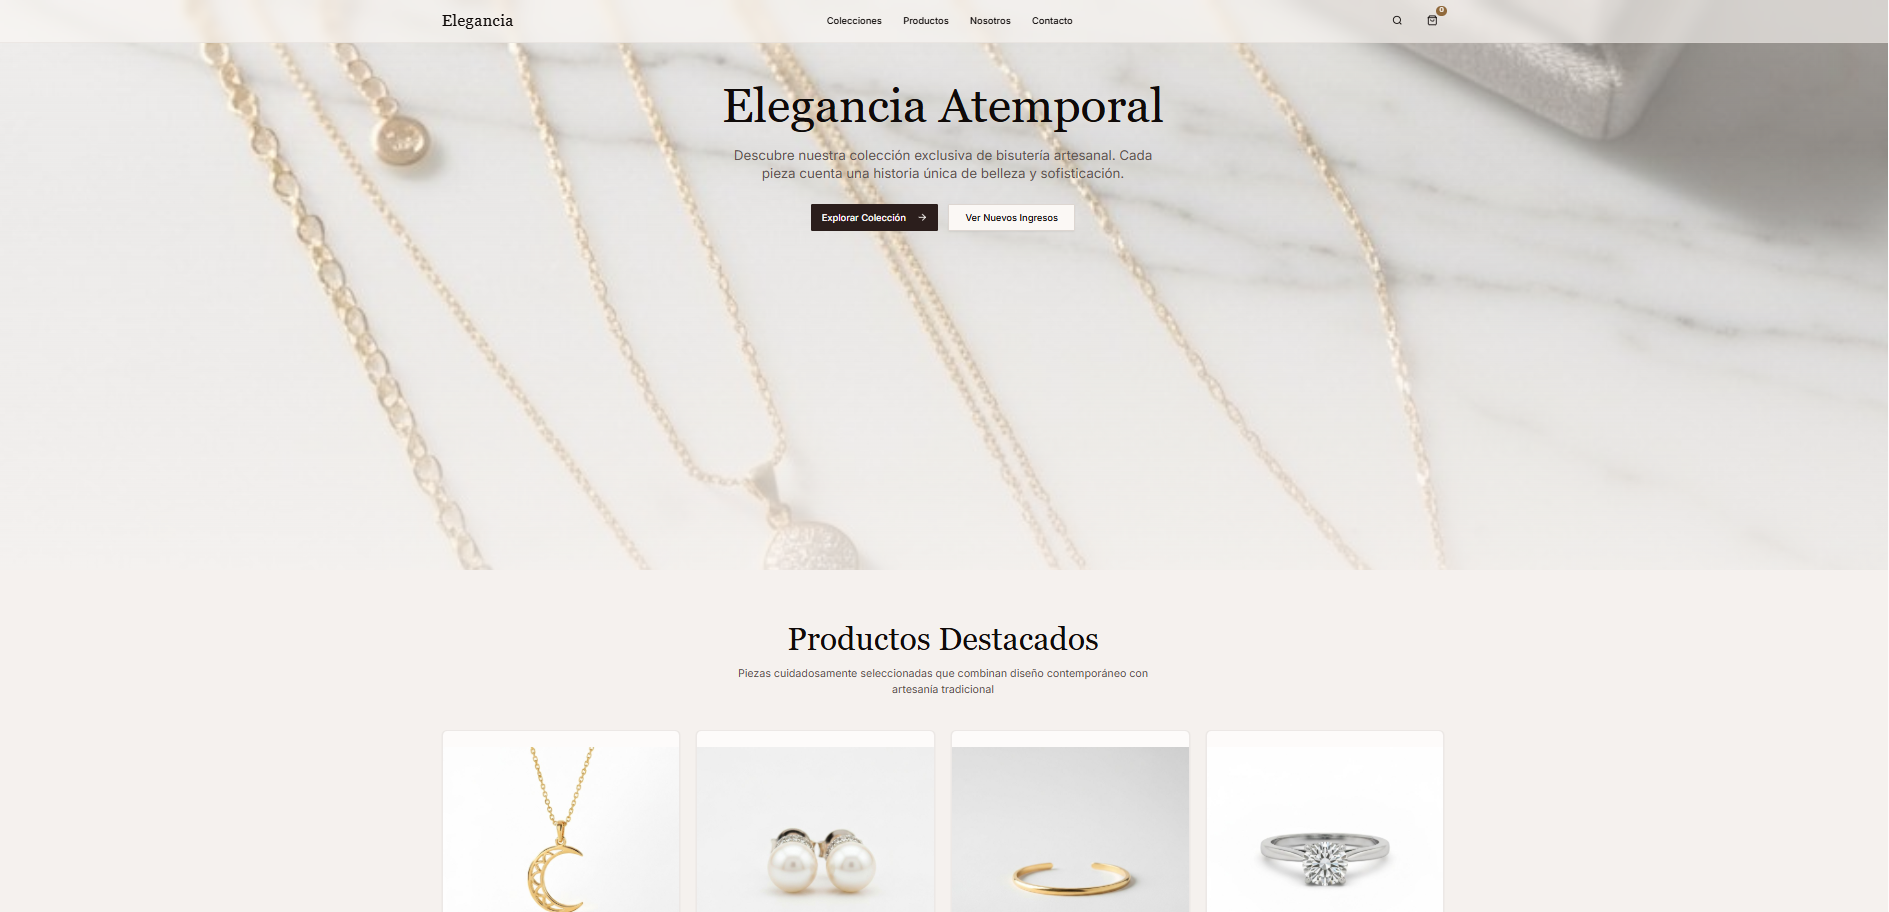 Elegancia
Colecciones
Productos
Nosotros
Contacto
0
Elegancia Atemporal
Descubre nuestra colección exclusiva de bisutería artesanal. Cada
pieza cuenta una historia única de belleza y sofisticación.
Explorar Colección →
Ver Nuevos Ingresos
Productos Destacados
Piezas cuidadosamente seleccionadas que combinan diseño contemporáneo con
artesanía tradicional